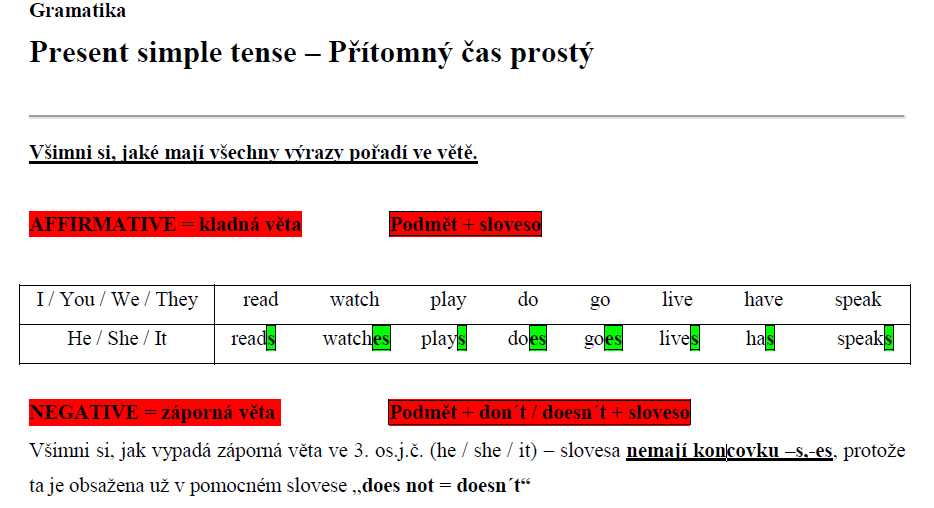 Gramatika
Present simple tense – Přítomný čas prostý
Všimni si, jaké mají všechny výrazy pořadí ve větě.
AFFIRMATIVE = kladná věta Podmět + sloveso
I / You / We / They read watch play do go live have speak
He / She / It reads watches plays does goes lives has speaks
NEGATIVE = záporná věta Podmět + don´t / doesn´t + sloveso
Všimni si, jak vypadá záporná věta ve 3. os.j.č. (he / she / it) – slovesa nemají koncovku –s,-es, protože
ta je obsažena už v pomocném slovese „does not = doesn´t“